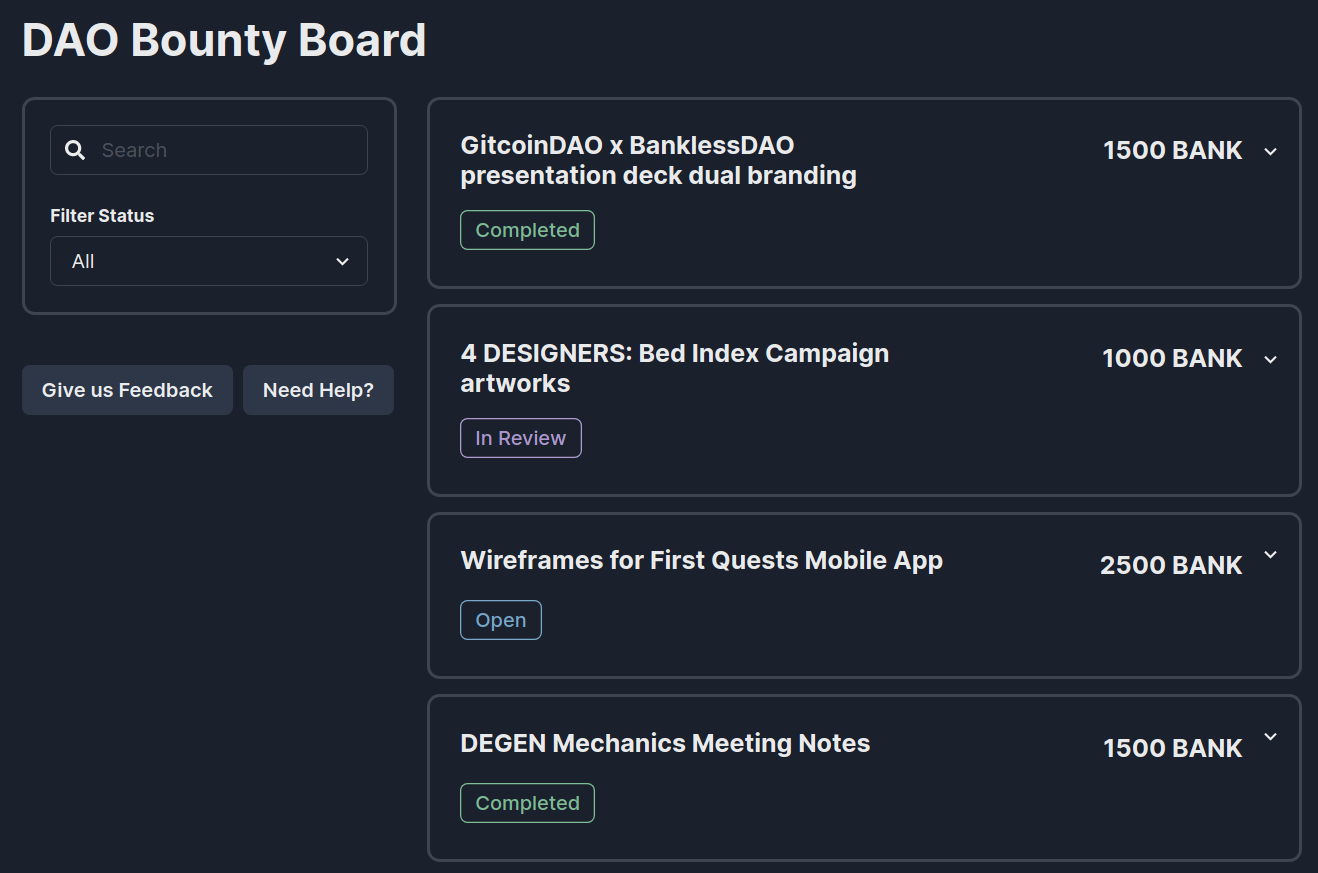 DAO Bounty Board
Search
Filter Status
All
Give us Feedback
Need Help?
GitcoinDAO x BanklessDAO
presentation deck dual branding
1500 BANK
Completed
4 DESIGNERS: Bed Index Campaign
artworks
1000 BANK
In Review
Wireframes for First Quests Mobile App
2500 BANK
Open
DEGEN Mechanics Meeting Notes
1500 BANK
Completed